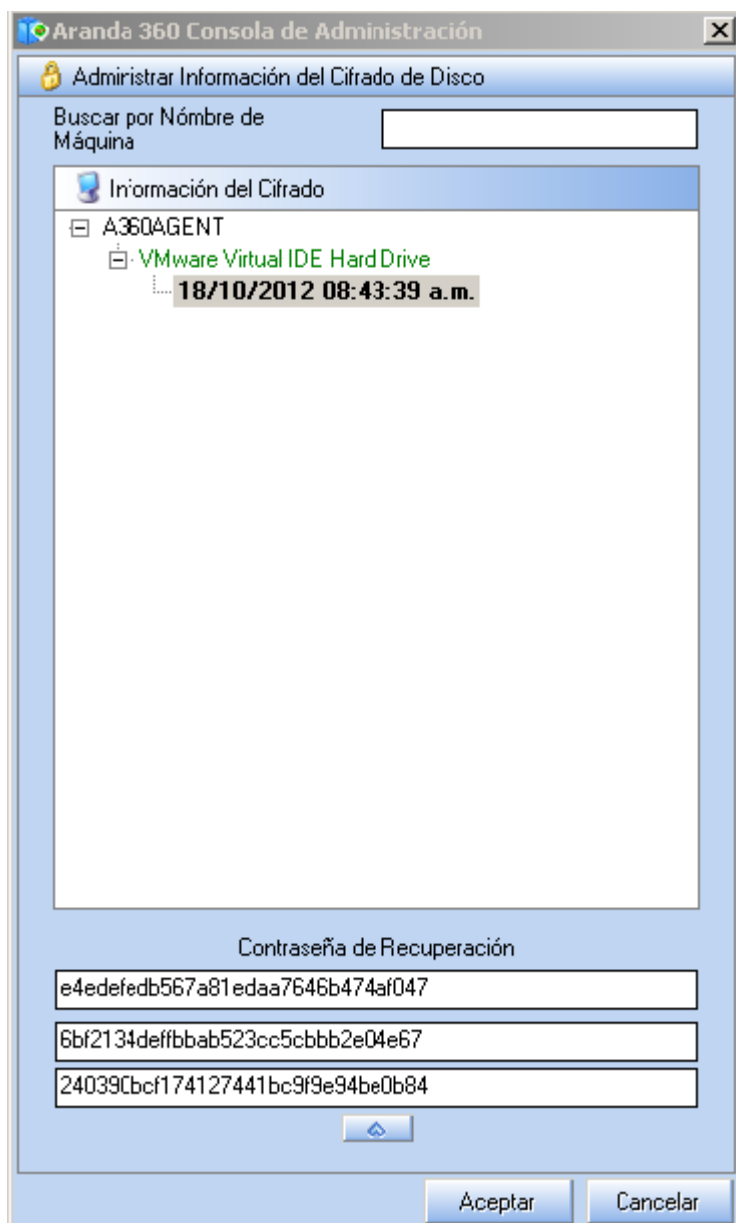 Aranda 360 Consola de Administración
Administrar Información del Cifrado de Disco
Buscar por Nómbre de
Máquina
Información del Cifrado
A360AGENT
VMware Virtual IDE Hard Drive
18/10/2012 08:43:39 a.m.
Contraseña de Recuperación
e4edefedb567a81edaa7646b474af047
6bf2134deffbbab523cc5cbbb2e04e67
240390bcf174127441bc9f9e94be0b84
Aceptar
Cancelar